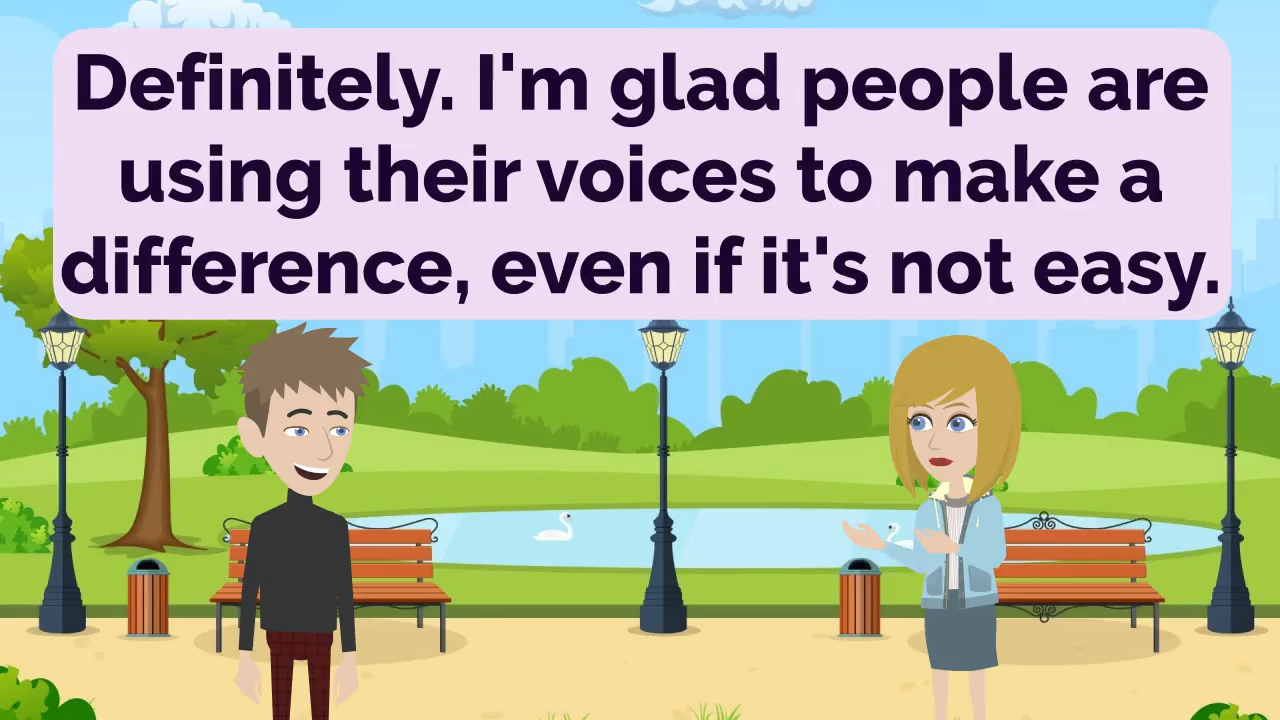 Definitely. I'm glad people are
using their voices to make a
difference, even if it's not easy.